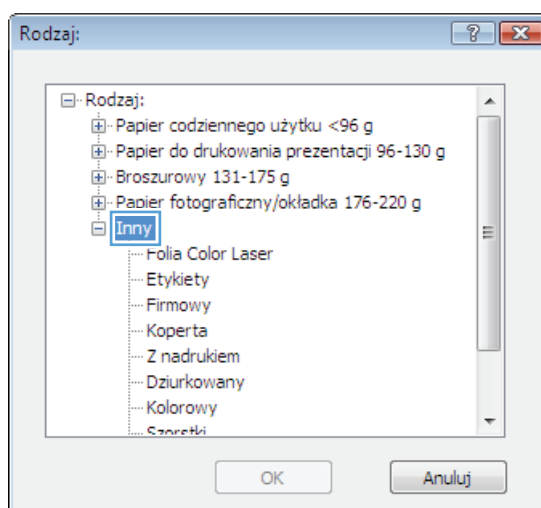 Rodzaj:
Rodzaj:
Papier codziennego użytku <96 g
Papier do drukowania prezentacji 96-130 g
Broszurowy 131-175 g
Papier fotograficzny/okładka 176-220 g
Inny
Folia Color Laser
Etykiety
Firmowy
Koperta
Z nadrukiem
Dziurkowany
Kolorowy
Szorstki
OK
Anuluj